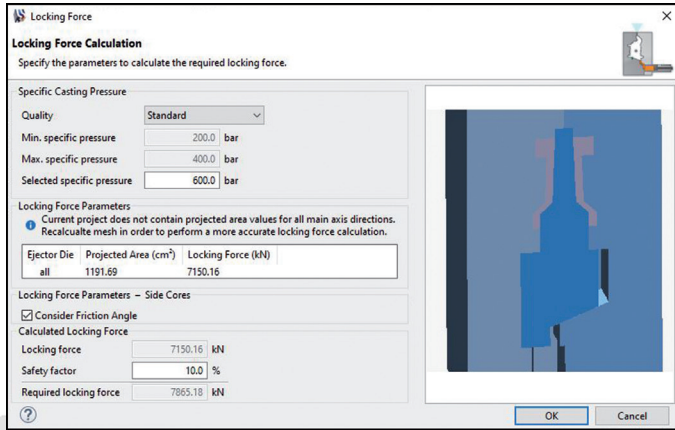 Locking Force
Locking Force Calculation
Specify the parameters to calculate the required locking force.
Specific Casting Pressure
Quality Standard
Min. specific pressure 200.0 bar
Max. specific pressure 400.0 bar
Selected specific pressure 600.0 bar
Locking Force Parameters
Current project does not contain projected area values for all main axis directions.
Recalcualte mesh in order to perform a more accurate locking force calculation.
Ejector Die Projected Area (cm²) Locking Force (kN)
all 1191.69 7150.16
Locking Force Parameters – Side Cores
Consider Friction Angle
Calculated Locking Force
Locking force 7150.16 kN
Safety factor 10.0 %
Required locking force 7865.18 kN
OK Cancel